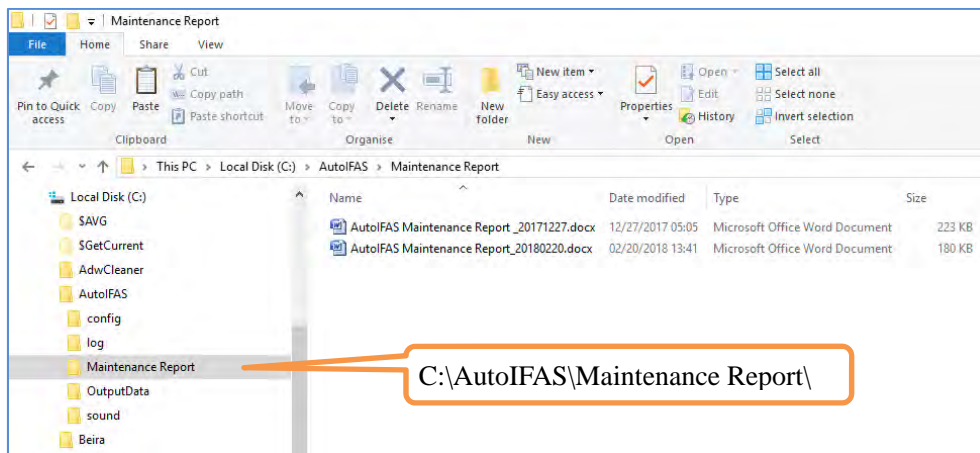 Maintenance Report
File Home Share View
Pin to Quick access
Copy
Paste
Cut
Copy path
Paste shortcut
Clipboard
Move to
Copy to
Delete
Rename
Organise
New folder
New item
Easy access
New
Properties
Open
Edit
History
Open
Select all
Select none
Invert selection
Select
This PC > Local Disk (C:) > AutoIFAS > Maintenance Report
Name Date modified Type Size
AutoIFAS Maintenance Report _20171227.docx 12/27/2017 05:05 Microsoft Office Word Document 223 KB
AutoIFAS Maintenance Report_20180220.docx 02/20/2018 13:41 Microsoft Office Word Document 180 KB
Local Disk (C:)
$AVG
$GetCurrent
AdwCleaner
AutoIFAS
config
log
Maintenance Report
OutputData
sound
Beira
C:\AutoIFAS\Maintenance Report\